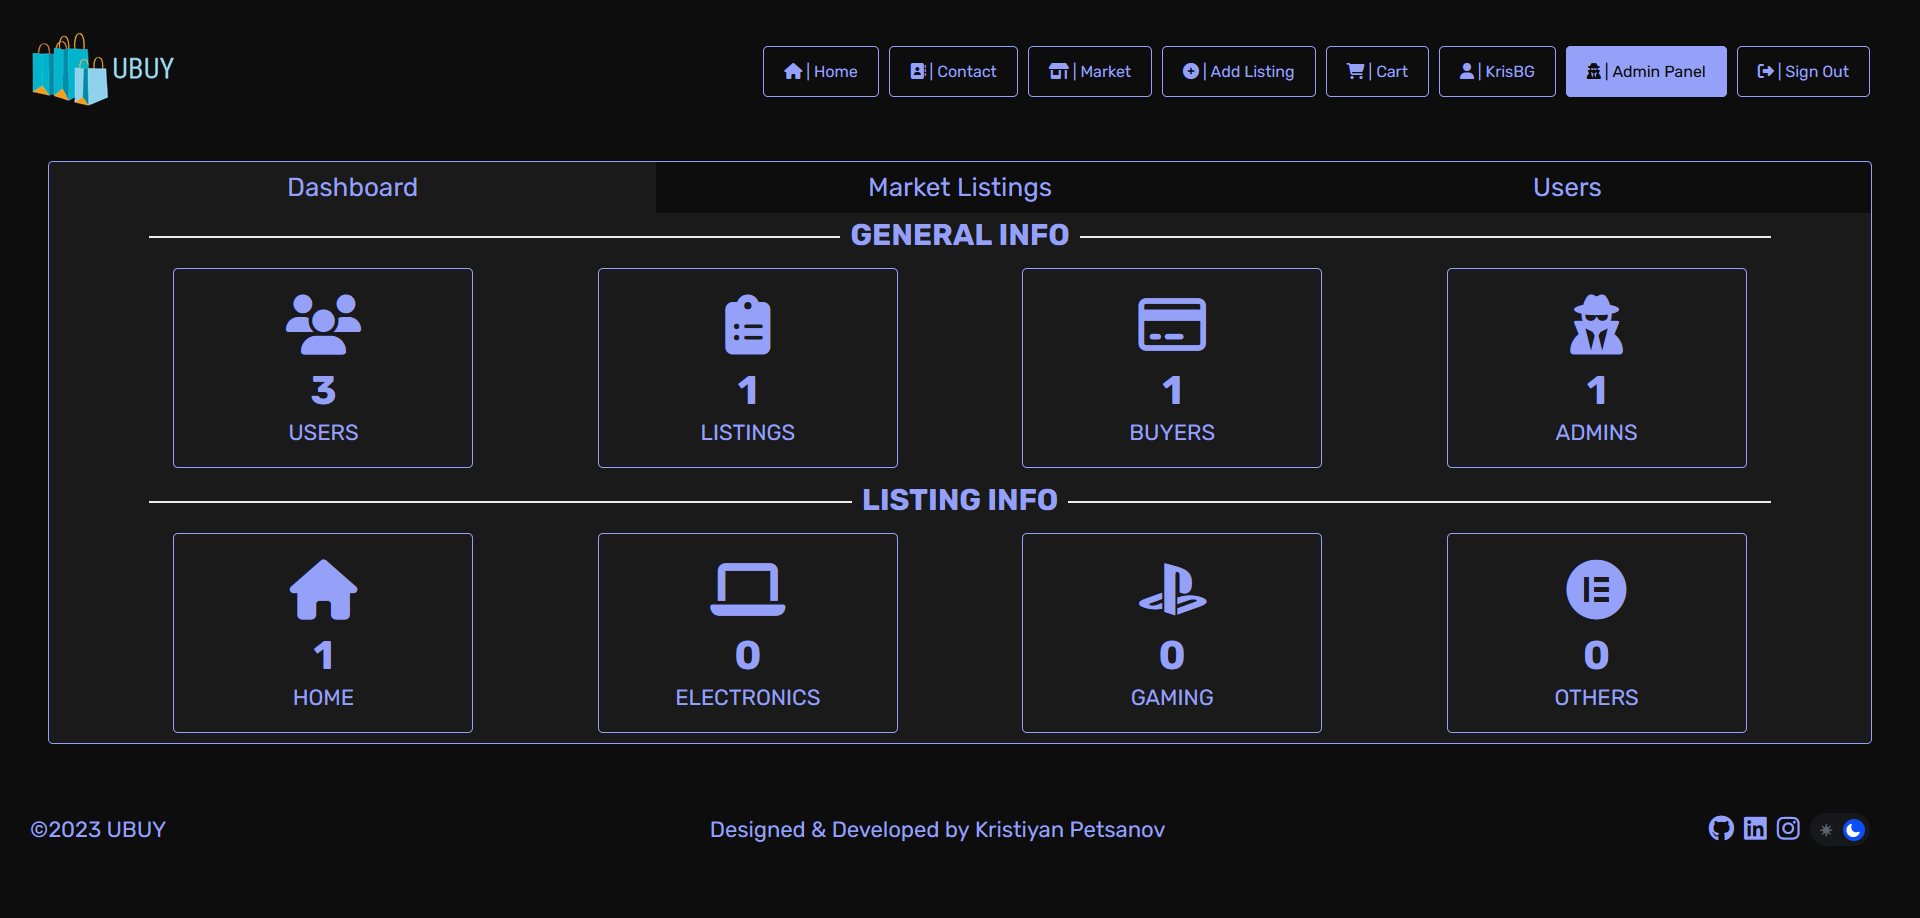 UBUY
| Home
| Contact
| Market
| Add Listing
| Cart
| KrisBG
| Admin Panel
| Sign Out
Dashboard
Market Listings
Users
GENERAL INFO
3
USERS
1
LISTINGS
1
BUYERS
1
ADMINS
LISTING INFO
1
HOME
0
ELECTRONICS
0
GAMING
0
OTHERS
©2023 UBUY
Designed & Developed by Kristiyan Petsanov